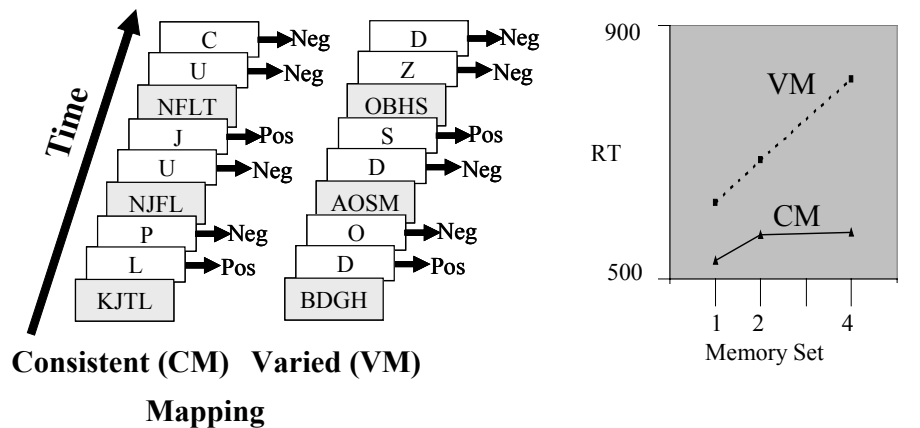 C Neg
U Neg
NFLT
J Pos
U Neg
NJFL
P Neg
L Pos
KJTL
Time
D Neg
Z Neg
OBHS
S Pos
D Neg
AOSM
O Neg
D Pos
BDGH
Consistent (CM) Varied (VM)
Mapping
900
VM
RT
CM
500
1 2 4
Memory Set